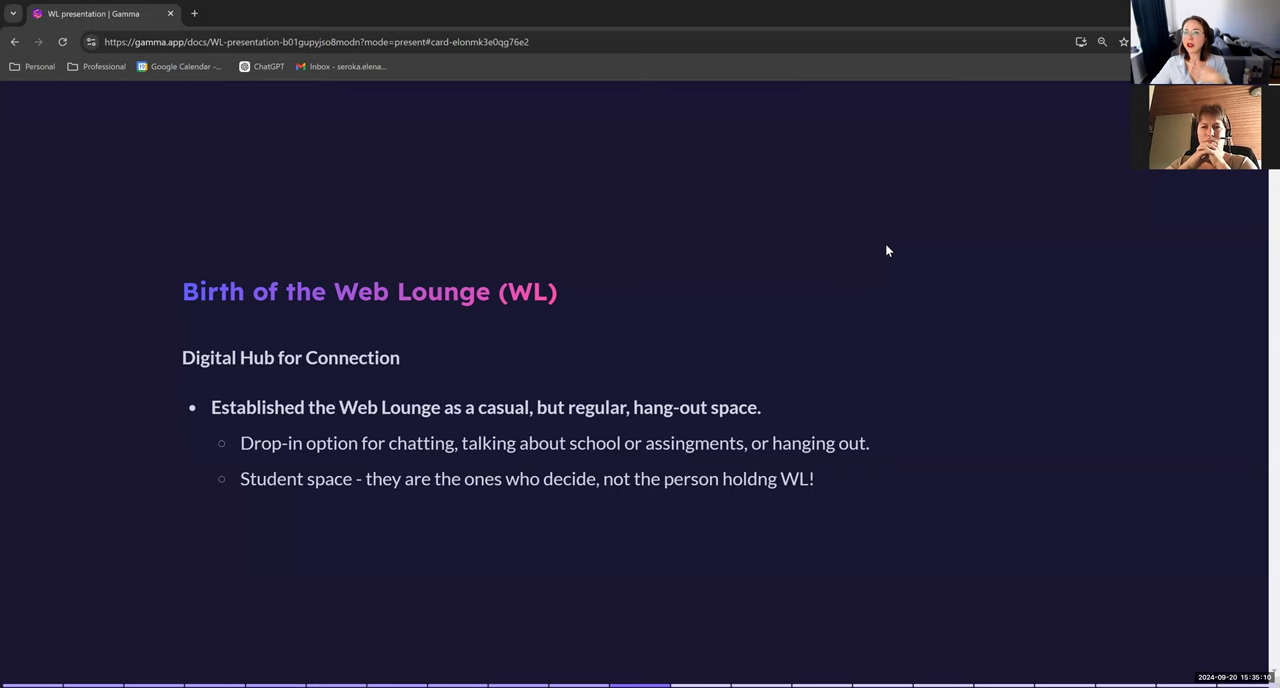 WL presentation | Gamma
https://gamma.app/docs/WL-presentation-b01gupyjso8modn?mode=present#card-elonmk3e0qg76e2
Personal
Professional
Google Calendar -...
ChatGPT
Inbox - seroka.elena...
Birth of the Web Lounge (WL)
Digital Hub for Connection
• Established the Web Lounge as a casual, but regular, hang-out space.
○ Drop-in option for chatting, talking about school or assingments, or hanging out.
○ Student space - they are the ones who decide, not the person holdng WL!
2024-09-20 15:35:10